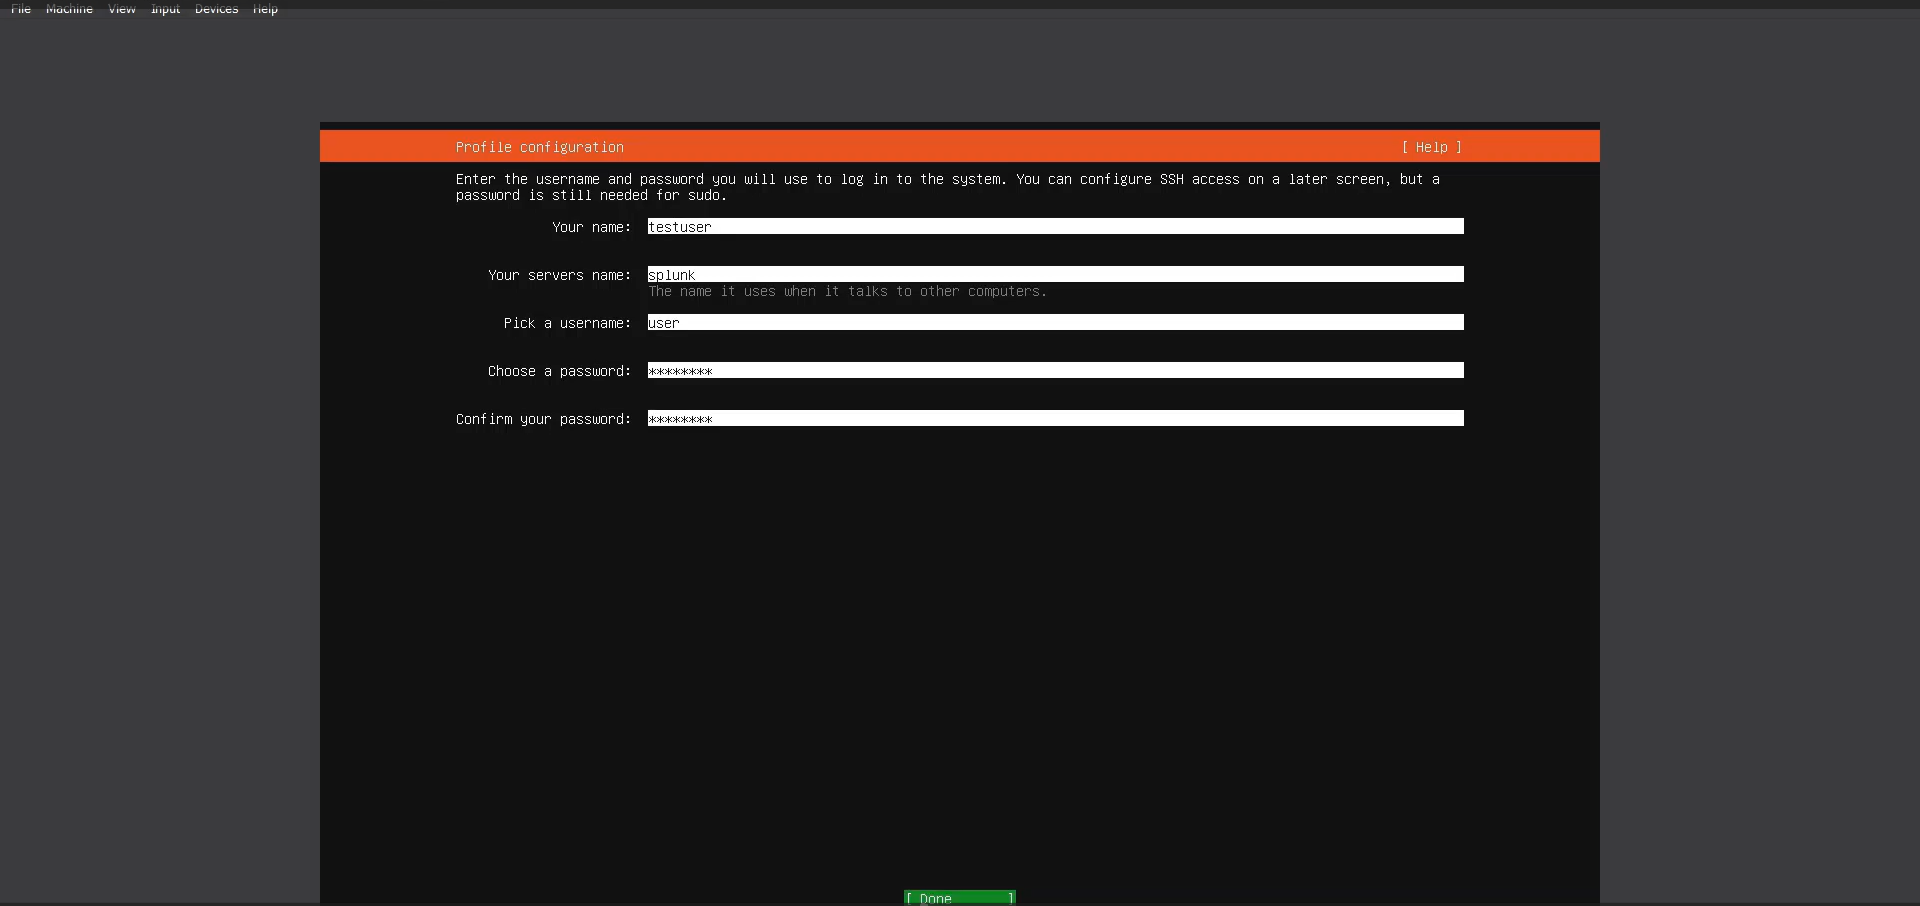 File Machine View Input Devices Help
Profile configuration [ Help ]
Enter the username and password you will use to log in to the system. You can configure SSH access on a later screen, but a
password is still needed for sudo.
Your name: testuser
Your servers name: splunk
The name it uses when it talks to other computers.
Pick a username: user
Choose a password: ********
Confirm your password: ********
[ Done ]